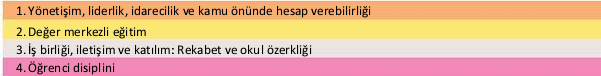 1. Yönetişim, liderlik, idarecilik ve kamu önünde hesap verebilirliği
2. Değer merkezli eğitim
3. İş birliği, iletişim ve katılım: Rekabet ve okul özerkliği
4. Öğrenci disiplini